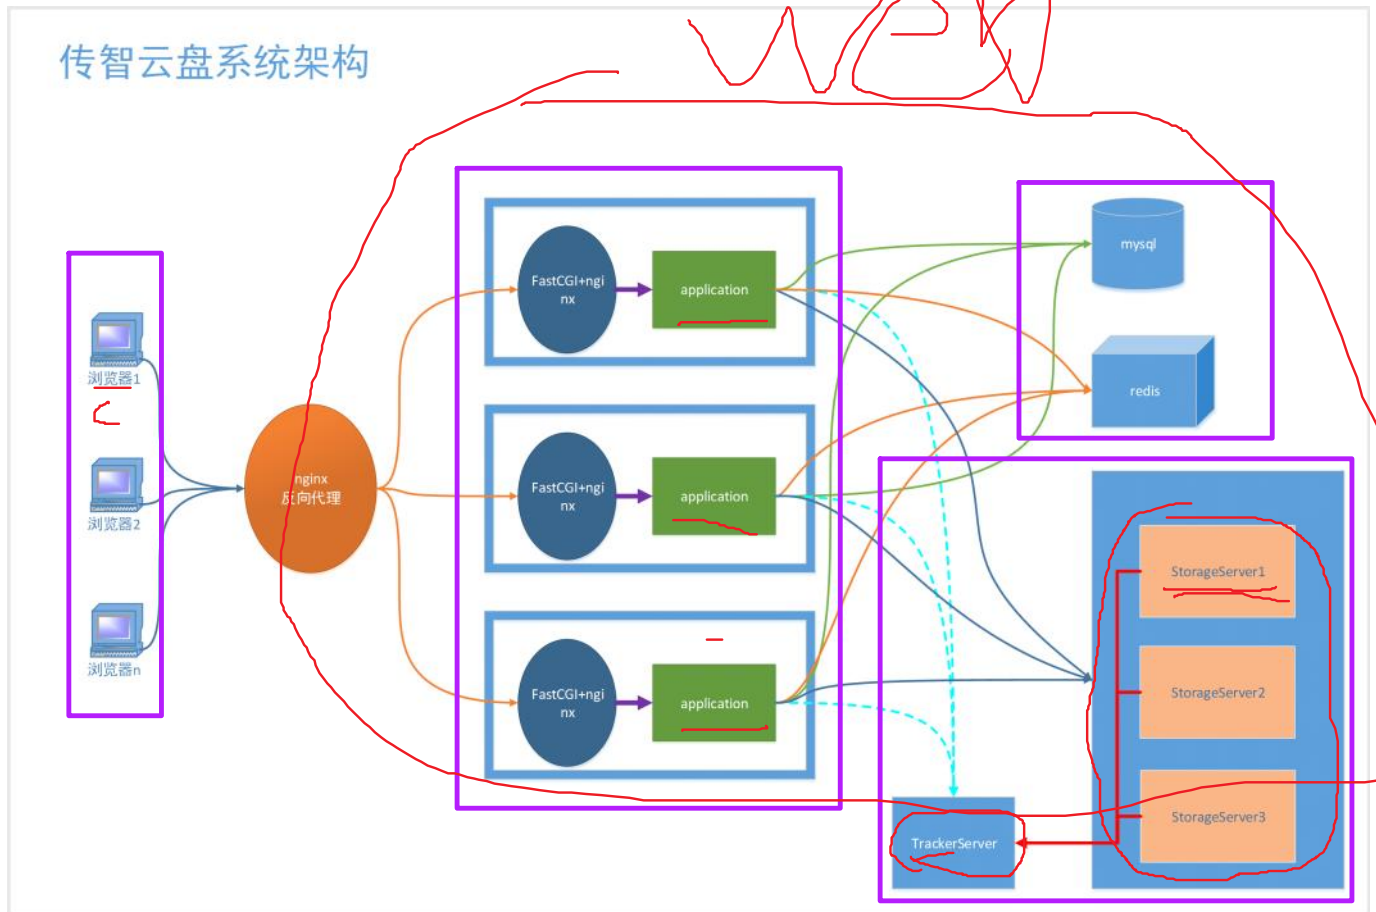 传智云盘系统架构
浏览器1
浏览器2
浏览器n
nginx
反向代理
FastCGI+ngi
nx
application
FastCGI+ngi
nx
application
FastCGI+ngi
nx
application
mysql
redis
StorageServer1
StorageServer2
StorageServer3
TrackerServer